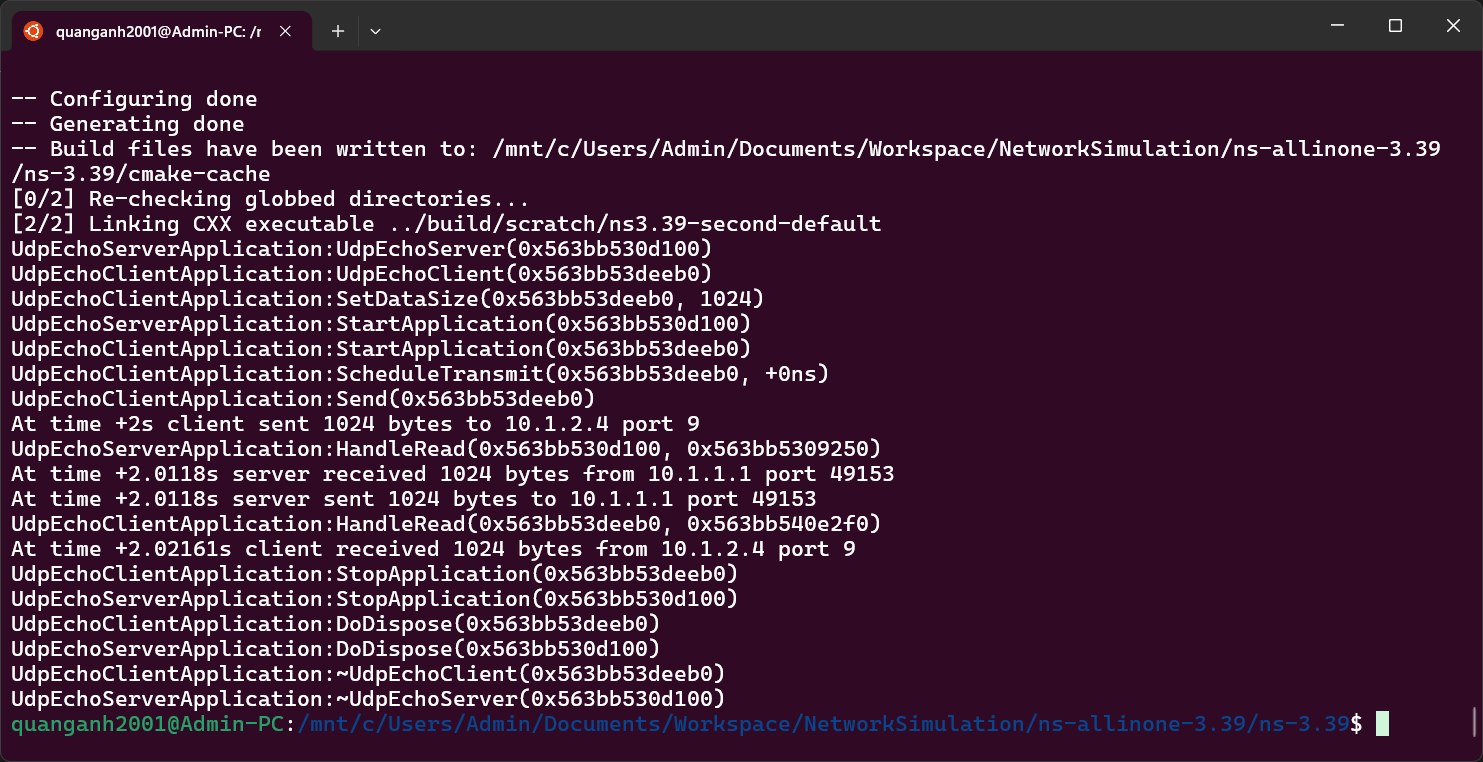 quanganh2001@Admin-PC: /r
-- Configuring done
-- Generating done
-- Build files have been written to: /mnt/c/Users/Admin/Documents/Workspace/NetworkSimulation/ns-allinone-3.39
/ns-3.39/cmake-cache
[0/2] Re-checking globbed directories...
[2/2] Linking CXX executable ../build/scratch/ns3.39-second-default
UdpEchoServerApplication:UdpEchoServer(0x563bb530d100)
UdpEchoClientApplication:UdpEchoClient(0x563bb53deeb0)
UdpEchoClientApplication:SetDataSize(0x563bb53deeb0, 1024)
UdpEchoServerApplication:StartApplication(0x563bb530d100)
UdpEchoClientApplication:StartApplication(0x563bb53deeb0)
UdpEchoClientApplication:ScheduleTransmit(0x563bb53deeb0, +0ns)
UdpEchoClientApplication:Send(0x563bb53deeb0)
At time +2s client sent 1024 bytes to 10.1.2.4 port 9
UdpEchoServerApplication:HandleRead(0x563bb530d100, 0x563bb5309250)
At time +2.0118s server received 1024 bytes from 10.1.1.1 port 49153
At time +2.0118s server sent 1024 bytes to 10.1.1.1 port 49153
UdpEchoClientApplication:HandleRead(0x563bb53deeb0, 0x563bb540e2f0)
At time +2.02161s client received 1024 bytes from 10.1.2.4 port 9
UdpEchoClientApplication:StopApplication(0x563bb53deeb0)
UdpEchoServerApplication:StopApplication(0x563bb530d100)
UdpEchoClientApplication:DoDispose(0x563bb53deeb0)
UdpEchoServerApplication:DoDispose(0x563bb530d100)
UdpEchoClientApplication:~UdpEchoClient(0x563bb53deeb0)
UdpEchoServerApplication:~UdpEchoServer(0x563bb530d100)
quanganh2001@Admin-PC:/mnt/c/Users/Admin/Documents/Workspace/NetworkSimulation/ns-allinone-3.39/ns-3.39$